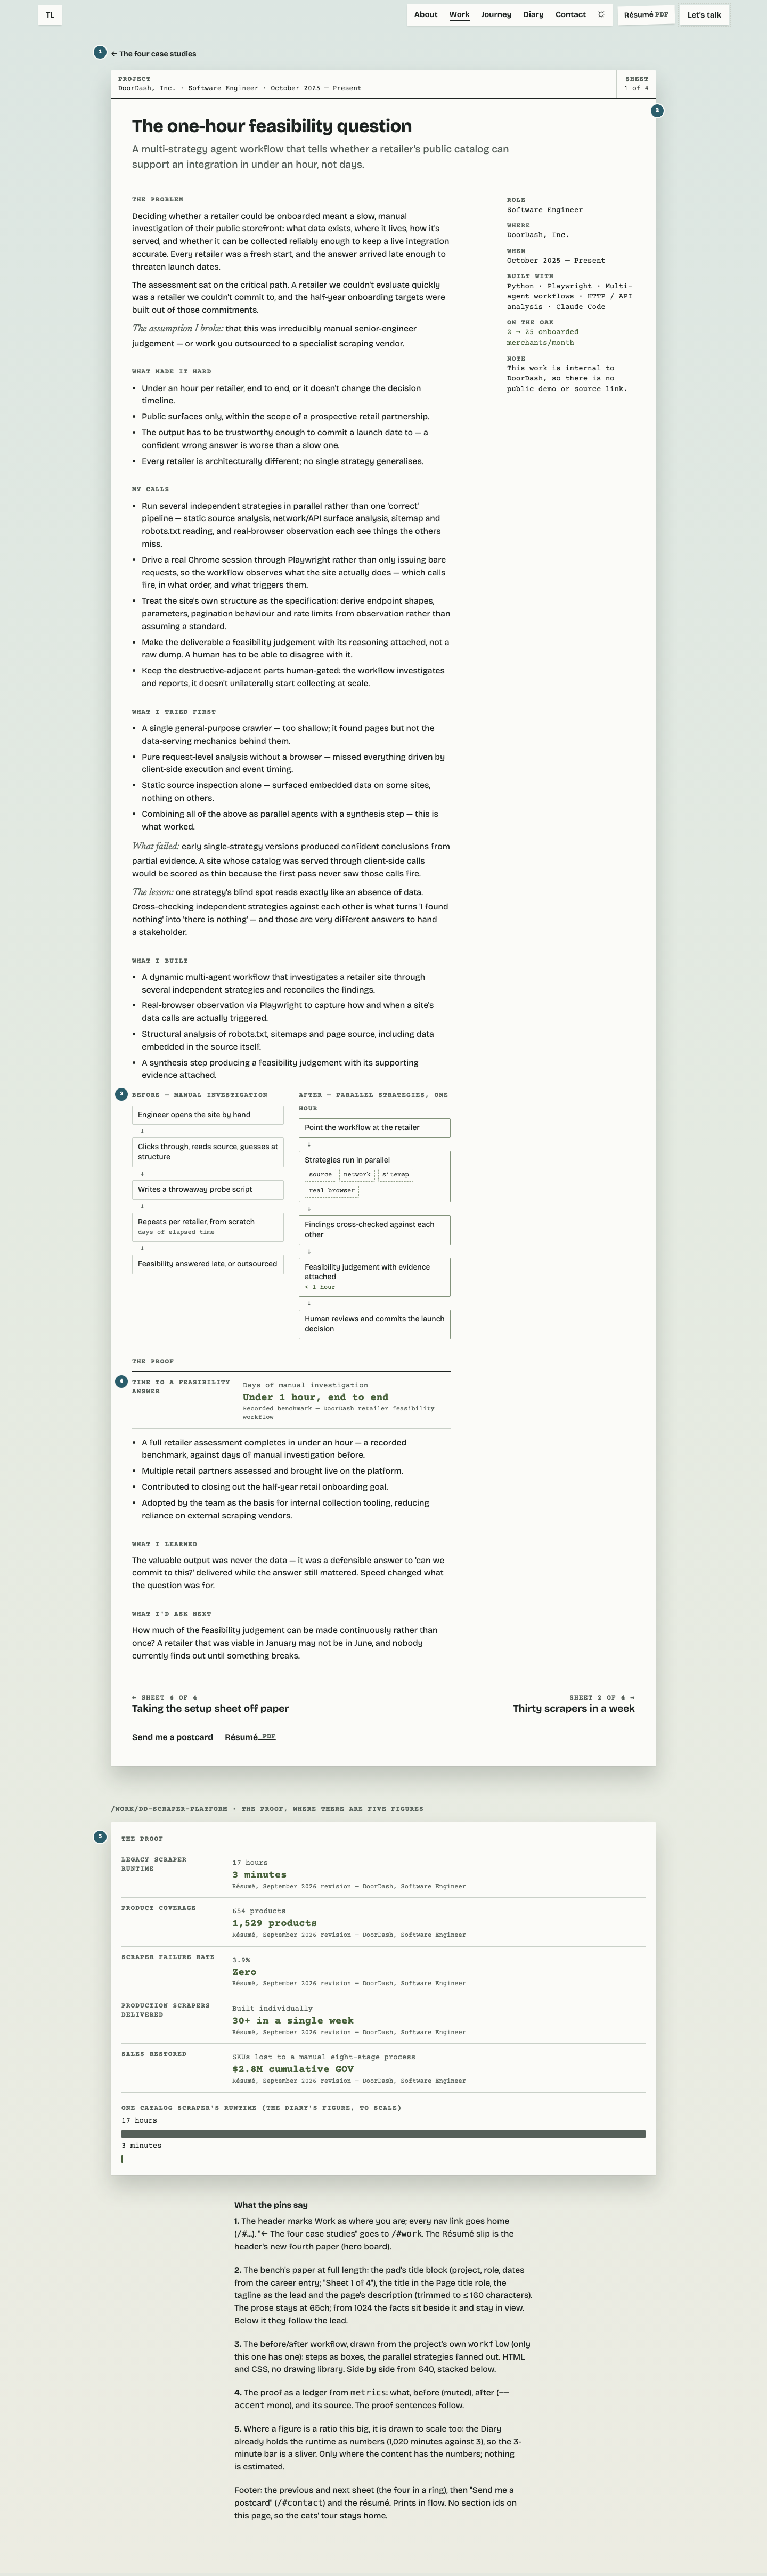 TL
About Work Journey Diary Contact
Résumé PDF
Let's talk
1
← The four case studies
PROJECT
DoorDash, Inc. · Software Engineer · October 2025 — Present
SHEET
1 of 4
2
The one-hour feasibility question
A multi-strategy agent workflow that tells whether a retailer's public catalog can
support an integration in under an hour, not days.
THE PROBLEM
Deciding whether a retailer could be onboarded meant a slow, manual
investigation of their public storefront: what data exists, where it lives, how it's
served, and whether it can be collected reliably enough to keep a live integration
accurate. Every retailer was a fresh start, and the answer arrived late enough to
threaten launch dates.
The assessment sat on the critical path. A retailer we couldn't evaluate quickly
was a retailer we couldn't commit to, and the half-year onboarding targets were
built out of those commitments.
The assumption I broke: that this was irreducibly manual senior-engineer
judgement — or work you outsourced to a specialist scraping vendor.
ROLE
Software Engineer
WHERE
DoorDash, Inc.
WHEN
October 2025 — Present
BUILT WITH
Python · Playwright · Multi-
agent workflows · HTTP / API
analysis · Claude Code
ON THE OAK
2 → 25 onboarded
merchants/month
NOTE
This work is internal to
DoorDash, so there is no
public demo or source link.
WHAT MADE IT HARD
• Under an hour per retailer, end to end, or it doesn't change the decision
timeline.
• Public surfaces only, within the scope of a prospective retail partnership.
• The output has to be trustworthy enough to commit a launch date to — a
confident wrong answer is worse than a slow one.
• Every retailer is architecturally different; no single strategy generalises.
MY CALLS
• Run several independent strategies in parallel rather than one 'correct'
pipeline — static source analysis, network/API surface analysis, sitemap and
robots.txt reading, and real-browser observation each see things the others
miss.
• Drive a real Chrome session through Playwright rather than only issuing bare
requests, so the workflow observes what the site actually does — which calls
fire, in what order, and what triggers them.
• Treat the site's own structure as the specification: derive endpoint shapes,
parameters, pagination behaviour and rate limits from observation rather than
assuming a standard.
• Make the deliverable a feasibility judgement with its reasoning attached, not a
raw dump. A human has to be able to disagree with it.
• Keep the destructive-adjacent parts human-gated: the workflow investigates
and reports, it doesn't unilaterally start collecting at scale.
WHAT I TRIED FIRST
• A single general-purpose crawler — too shallow; it found pages but not the
data-serving mechanics behind them.
• Pure request-level analysis without a browser — missed everything driven by
client-side execution and event timing.
• Static source inspection alone — surfaced embedded data on some sites,
nothing on others.
• Combining all of the above as parallel agents with a synthesis step — this is
what worked.
What failed: early single-strategy versions produced confident conclusions from
partial evidence. A site whose catalog was served through client-side calls
would be scored as thin because the first pass never saw those calls fire.
The lesson: one strategy's blind spot reads exactly like an absence of data.
Cross-checking independent strategies against each other is what turns 'I found
nothing' into 'there is nothing' — and those are very different answers to hand
a stakeholder.
WHAT I BUILT
• A dynamic multi-agent workflow that investigates a retailer site through
several independent strategies and reconciles the findings.
• Real-browser observation via Playwright to capture how and when a site's
data calls are actually triggered.
• Structural analysis of robots.txt, sitemaps and page source, including data
embedded in the source itself.
• A synthesis step producing a feasibility judgement with its supporting
evidence attached.
3
BEFORE — MANUAL INVESTIGATION
Engineer opens the site by hand
↓
Clicks through, reads source, guesses at
structure
↓
Writes a throwaway probe script
↓
Repeats per retailer, from scratch
days of elapsed time
↓
Feasibility answered late, or outsourced
AFTER — PARALLEL STRATEGIES, ONE
HOUR
Point the workflow at the retailer
↓
Strategies run in parallel
source network sitemap
real browser
↓
Findings cross-checked against each
other
↓
Feasibility judgement with evidence
attached
< 1 hour
↓
Human reviews and commits the launch
decision
THE PROOF
4
TIME TO A FEASIBILITY
ANSWER
Days of manual investigation
Under 1 hour, end to end
Recorded benchmark — DoorDash retailer feasibility
workflow
• A full retailer assessment completes in under an hour — a recorded
benchmark, against days of manual investigation before.
• Multiple retail partners assessed and brought live on the platform.
• Contributed to closing out the half-year retail onboarding goal.
• Adopted by the team as the basis for internal collection tooling, reducing
reliance on external scraping vendors.
WHAT I LEARNED
The valuable output was never the data — it was a defensible answer to 'can we
commit to this?' delivered while the answer still mattered. Speed changed what
the question was for.
WHAT I'D ASK NEXT
How much of the feasibility judgement can be made continuously rather than
once? A retailer that was viable in January may not be in June, and nobody
currently finds out until something breaks.
← SHEET 4 OF 4
Taking the setup sheet off paper
SHEET 2 OF 4 →
Thirty scrapers in a week
Send me a postcard Résumé PDF
/WORK/DD-SCRAPER-PLATFORM · THE PROOF, WHERE THERE ARE FIVE FIGURES
5
THE PROOF
LEGACY SCRAPER
RUNTIME
17 hours
3 minutes
Résumé, September 2026 revision — DoorDash, Software Engineer
PRODUCT COVERAGE
654 products
1,529 products
Résumé, September 2026 revision — DoorDash, Software Engineer
SCRAPER FAILURE RATE
3.9%
Zero
Résumé, September 2026 revision — DoorDash, Software Engineer
PRODUCTION SCRAPERS
DELIVERED
Built individually
30+ in a single week
Résumé, September 2026 revision — DoorDash, Software Engineer
SALES RESTORED
SKUs lost to a manual eight-stage process
$2.8M cumulative GOV
Résumé, September 2026 revision — DoorDash, Software Engineer
ONE CATALOG SCRAPER'S RUNTIME (THE DIARY'S FIGURE, TO SCALE)
17 hours
3 minutes
What the pins say
1. The header marks Work as where you are; every nav link goes home
(/#…). "← The four case studies" goes to /#work. The Résumé slip is the
header's new fourth paper (hero board).
2. The bench's paper at full length: the pad's title block (project, role, dates
from the career entry; "Sheet 1 of 4"), the title in the Page title role, the
tagline as the lead and the page's description (trimmed to ≤ 160 characters).
The prose stays at 65ch; from 1024 the facts sit beside it and stay in view.
Below it they follow the lead.
3. The before/after workflow, drawn from the project's own workflow (only
this one has one): steps as boxes, the parallel strategies fanned out. HTML
and CSS, no drawing library. Side by side from 640, stacked below.
4. The proof as a ledger from metrics: what, before (muted), after (--
accent mono), and its source. The proof sentences follow.
5. Where a figure is a ratio this big, it is drawn to scale too: the Diary
already holds the runtime as numbers (1,020 minutes against 3), so the 3-
minute bar is a sliver. Only where the content has the numbers; nothing
is estimated.
Footer: the previous and next sheet (the four in a ring), then "Send me a
postcard" (/#contact) and the résumé. Prints in flow. No section ids on
this page, so the cats' tour stays home.